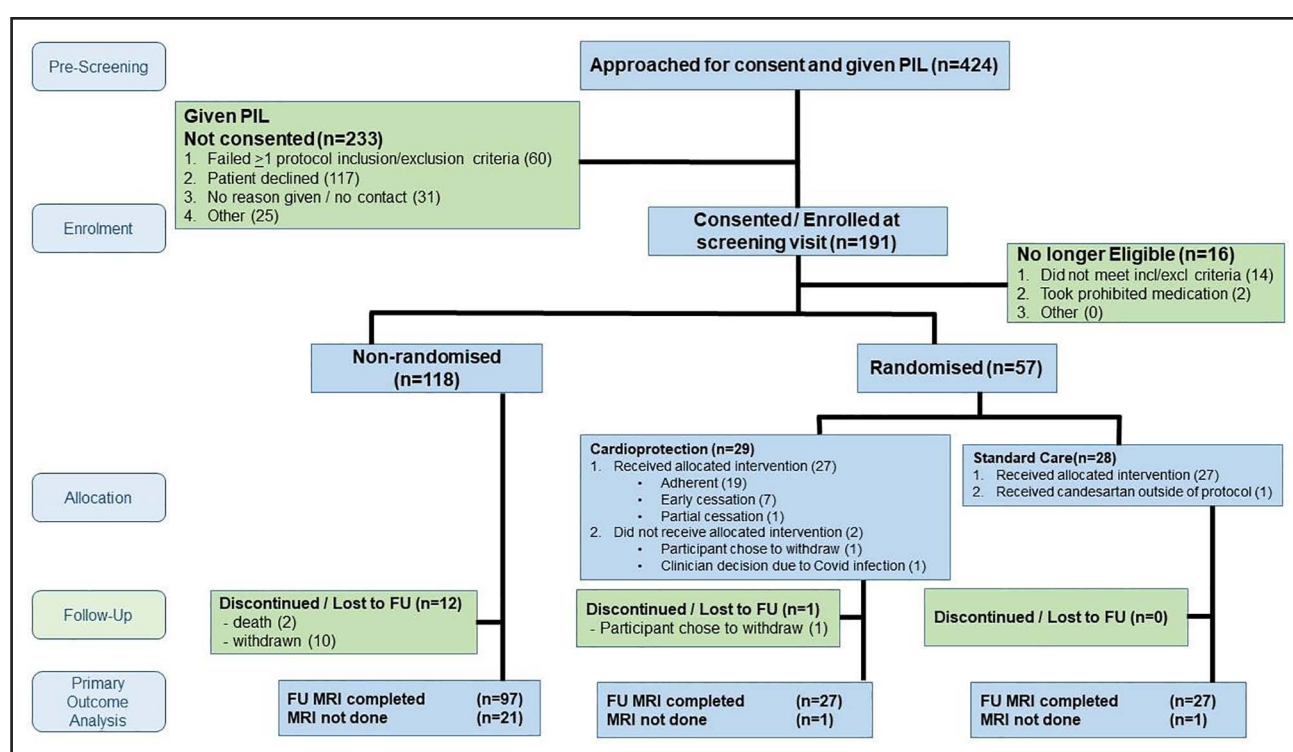 Pre-Screening
Approached for consent and given PIL (n=424)
Given PIL
Not consented (n=233)
1. Failed >1 protocol inclusion/exclusion criteria (60)
2. Patient declined (117)
3. No reason given / no contact (31)
4. Other (25)
Enrolment
Consented / Enrolled at
screening visit (n=191)
No longer Eligible (n=16)
1. Did not meet incl/excl criteria (14)
2. Took prohibited medication (2)
3. Other (0)
Non-randomised
(n=118)
Randomised (n=57)
Allocation
Cardioprotection (n=29)
1. Received allocated intervention (27)
• Adherent (19)
• Early cessation (7)
• Partial cessation (1)
2. Did not receive allocated intervention (2)
• Participant chose to withdraw (1)
• Clinician decision due to Covid infection (1)
Standard Care(n=28)
1. Received allocated intervention (27)
2. Received candesartan outside of protocol (1)
Follow-Up
Discontinued / Lost to FU (n=12)
- death (2)
- withdrawn (10)
Discontinued / Lost to FU (n=1)
- Participant chose to withdraw (1)
Discontinued / Lost to FU (n=0)
Primary
Outcome
Analysis
FU MRI completed (n=97)
MRI not done (n=21)
FU MRI completed (n=27)
MRI not done (n=1)
FU MRI completed (n=27)
MRI not done (n=1)